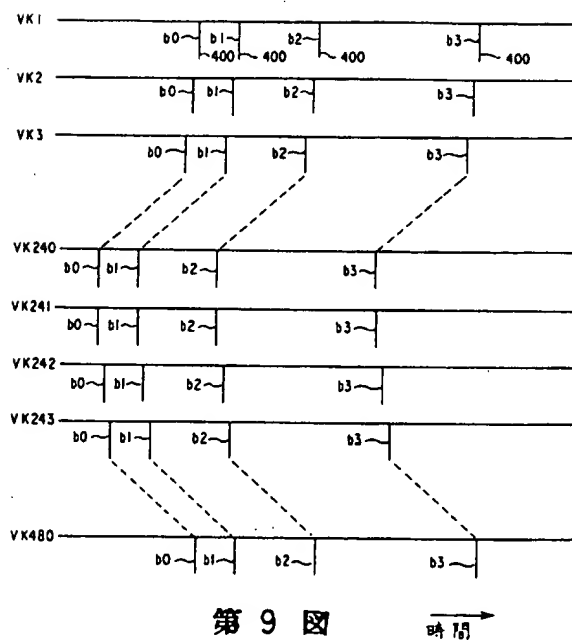 VK1
b0 b1 b2 b3
400 400 400 400
VK2
b0 b1 b2 b3
VK3
b0 b1 b2 b3
VK240
b0 b1 b2 b3
VK241
b0 b1 b2 b3
VK242
b0 b1 b2 b3
VK243
b0 b1 b2 b3
VK480
b0 b1 b2 b3
第 9 図
時間